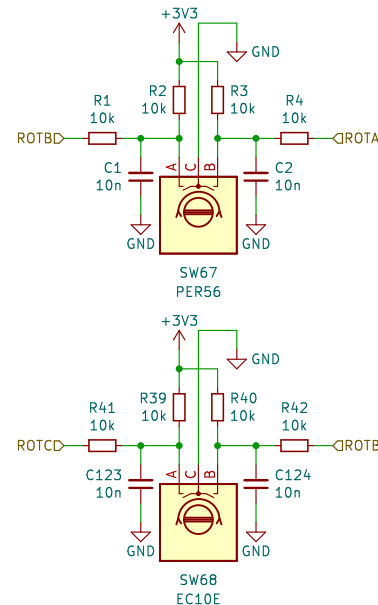 +3V3
GND
R2
10k
R3
10k
R1
10k
R4
10k
ROTB
ROTA
C1
10n
A
C
B
C2
10n
GND
GND
SW67
PER56
+3V3
GND
R39
10k
R40
10k
R41
10k
R42
10k
ROTC
ROTB
C123
10n
A
C
B
C124
10n
GND
GND
SW68
EC10E